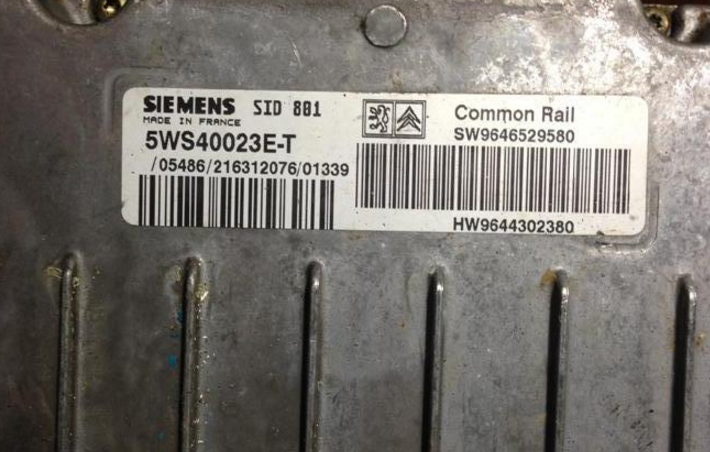 SIEMENS SID 801
MADE IN FRANCE
5WS40023E-T
/05486/216312076/01339
Common Rail
SW9646529580
HW9644302380